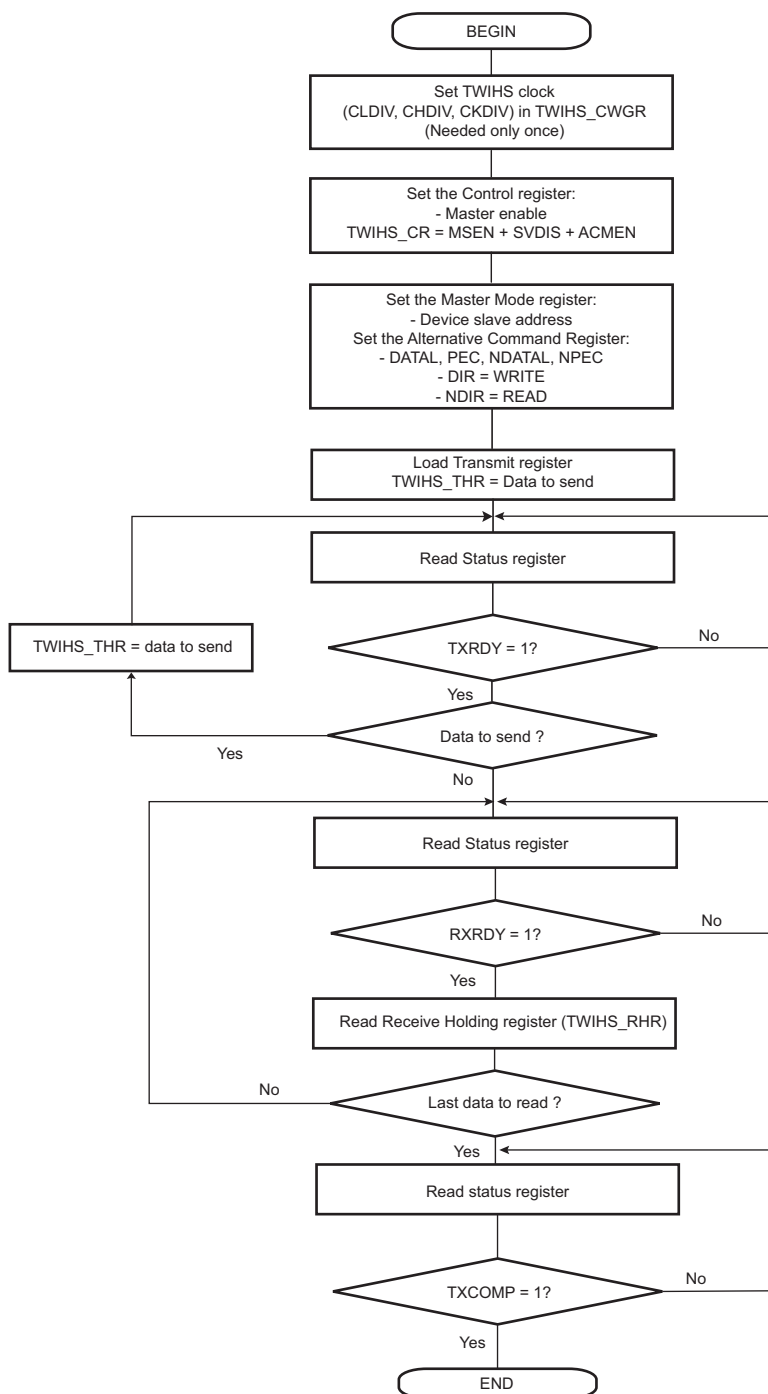 BEGIN
Set TWIHS clock
(CLDIV, CHDIV, CKDIV) in TWIHS_CWGR
(Needed only once)
Set the Control register:
- Master enable
TWIHS_CR = MSEN + SVDIS + ACMEN
Set the Master Mode register:
- Device slave address
Set the Alternative Command Register:
- DATAL, PEC, NDATAL, NPEC
- DIR = WRITE
- NDIR = READ
Load Transmit register
TWIHS_THR = Data to send
Read Status register
TWIHS_THR = data to send
TXRDY = 1?
No
Yes
Data to send ?
Yes
No
Read Status register
RXRDY = 1?
No
Yes
Read Receive Holding register (TWIHS_RHR)
No
Last data to read ?
Yes
Read status register
TXCOMP = 1?
No
Yes
END